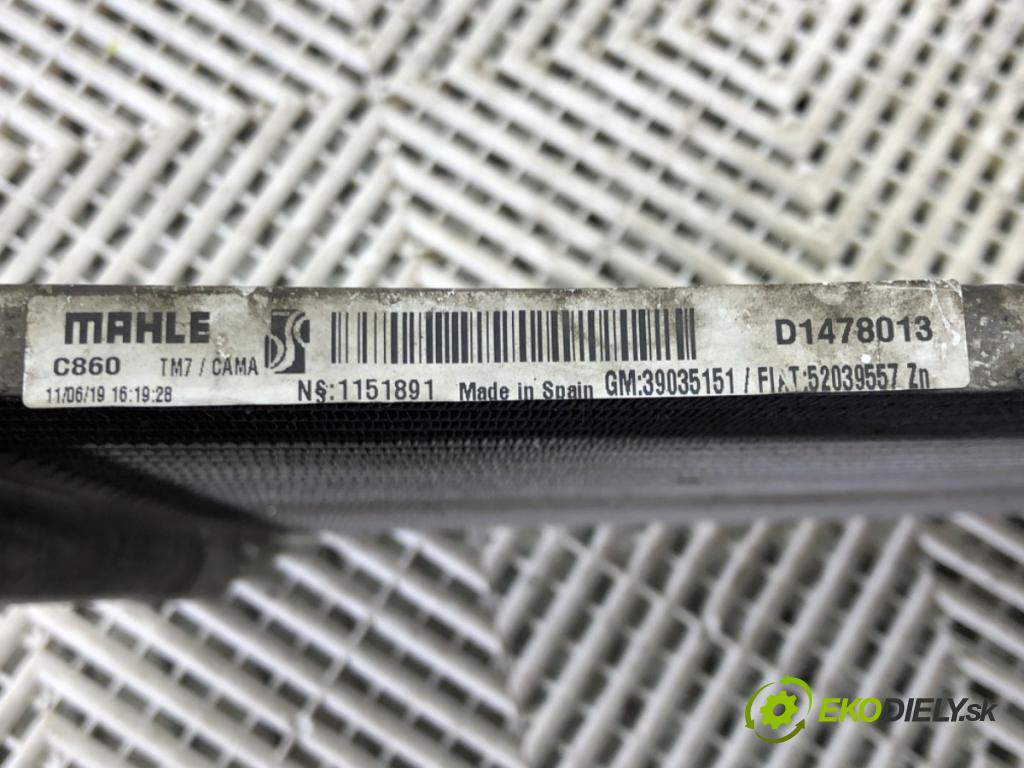 MAHLE
C860 TM7 / CAMA
11/06/19 16:19:28
D1478013
N§:1151891 Made in Spain GM:39035151 / FIAT:52039557 Zn
EKODIELY.sk